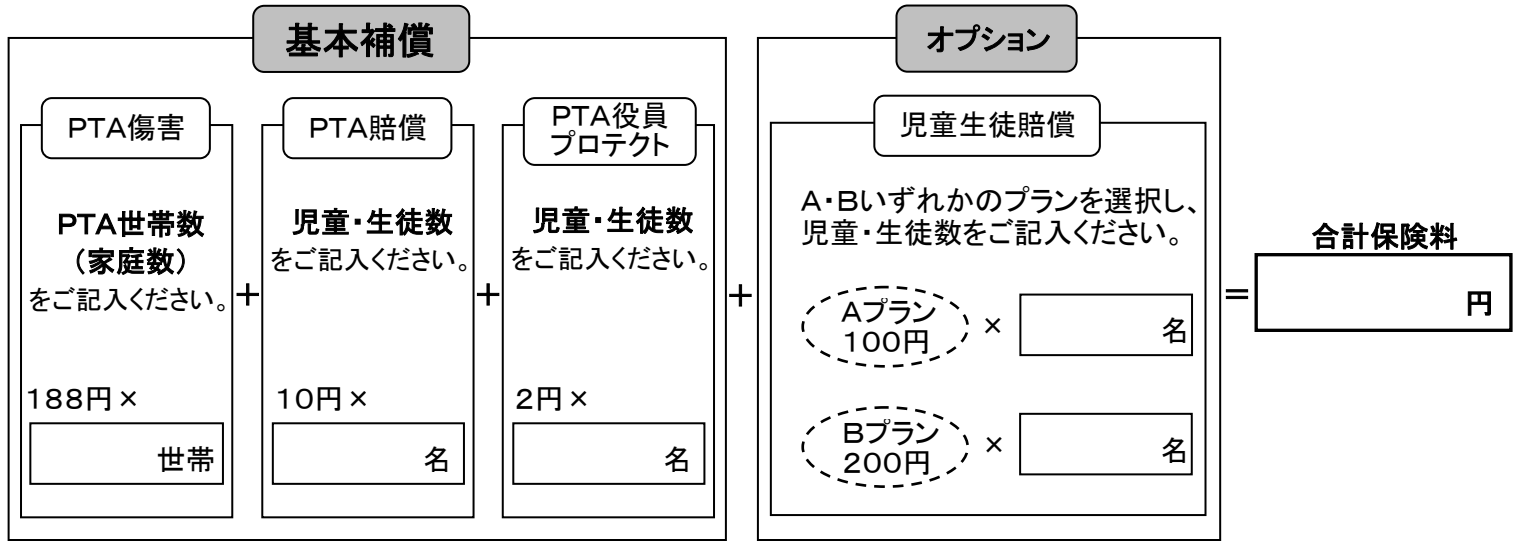 基本補償
PTA傷害
PTA世帯数
(家庭数)
をご記入ください。
188円×
世帯
+
PTA賠償
児童・生徒数
をご記入ください。
10円×
名
+
PTA役員
プロテクト
児童・生徒数
をご記入ください。
2円×
名
+
オプション
児童生徒賠償
A・Bいずれかのプランを選択し、
児童・生徒数をご記入ください。
Aプラン
100円
×
名
Bプラン
200円
×
名
=
合計保険料
円